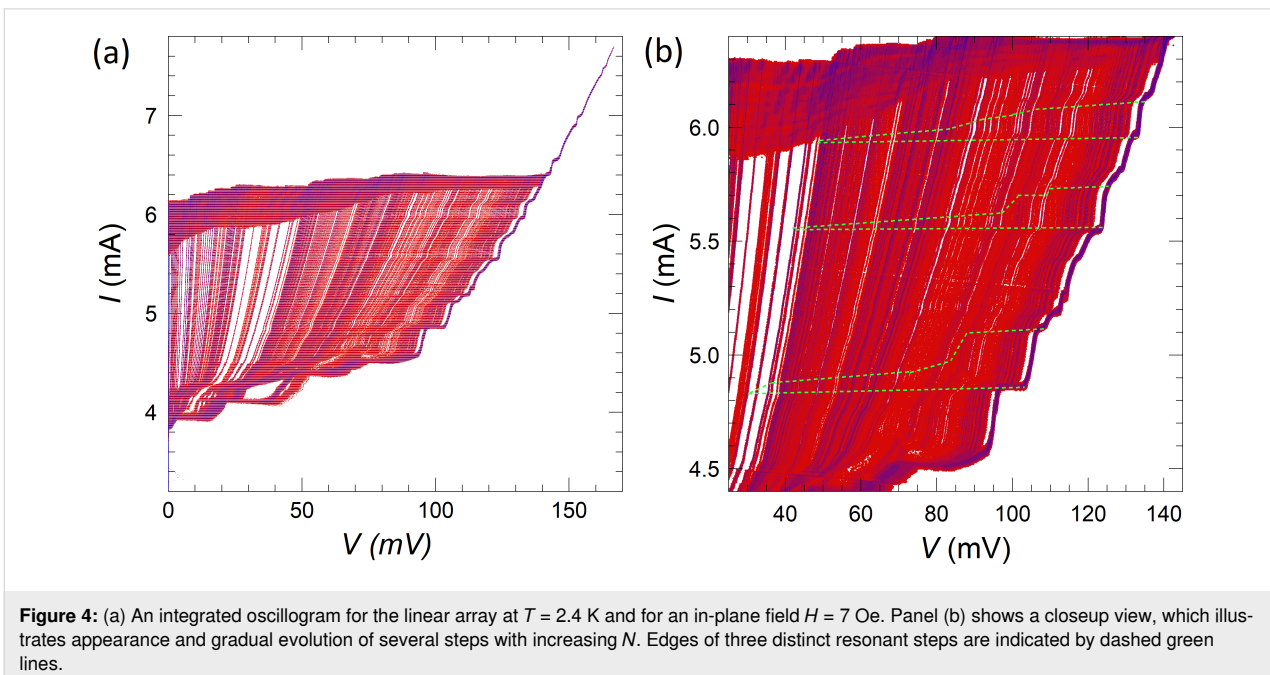 (a)
7
6
5
4
I (mA)
0
50
100
150
V (mV)
(b)
6.0
5.5
5.0
4.5
I (mA)
40
60
80
100
120
140
V (mV)
Figure 4: (a) An integrated oscillogram for the linear array at T = 2.4 K and for an in-plane field H = 7 Oe. Panel (b) shows a closeup view, which illus-
trates appearance and gradual evolution of several steps with increasing N. Edges of three distinct resonant steps are indicated by dashed green
lines.